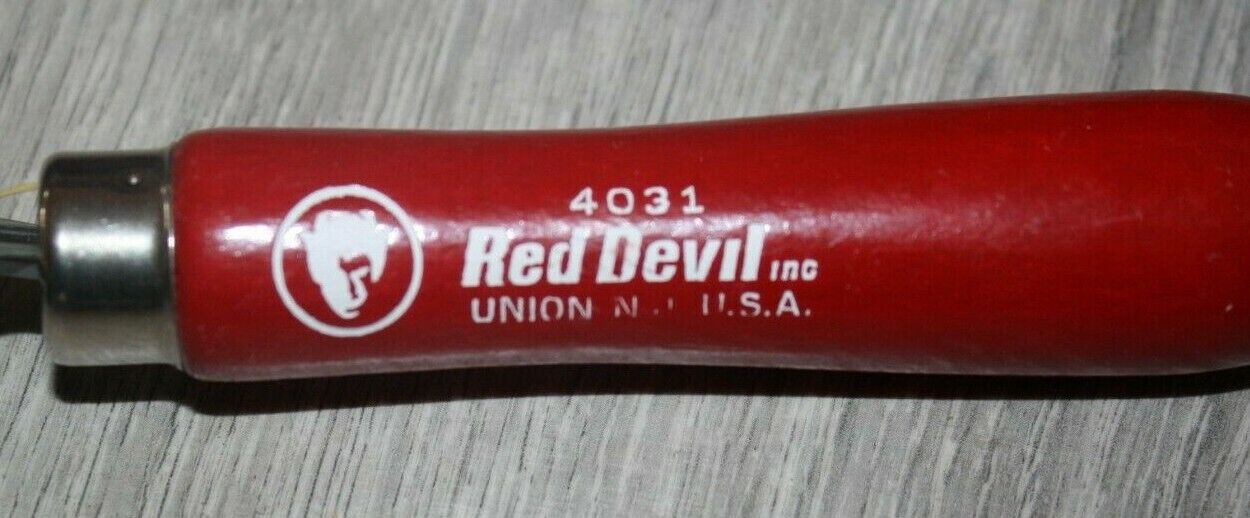 4031
Red Devil inc
UNION N.J. U.S.A.